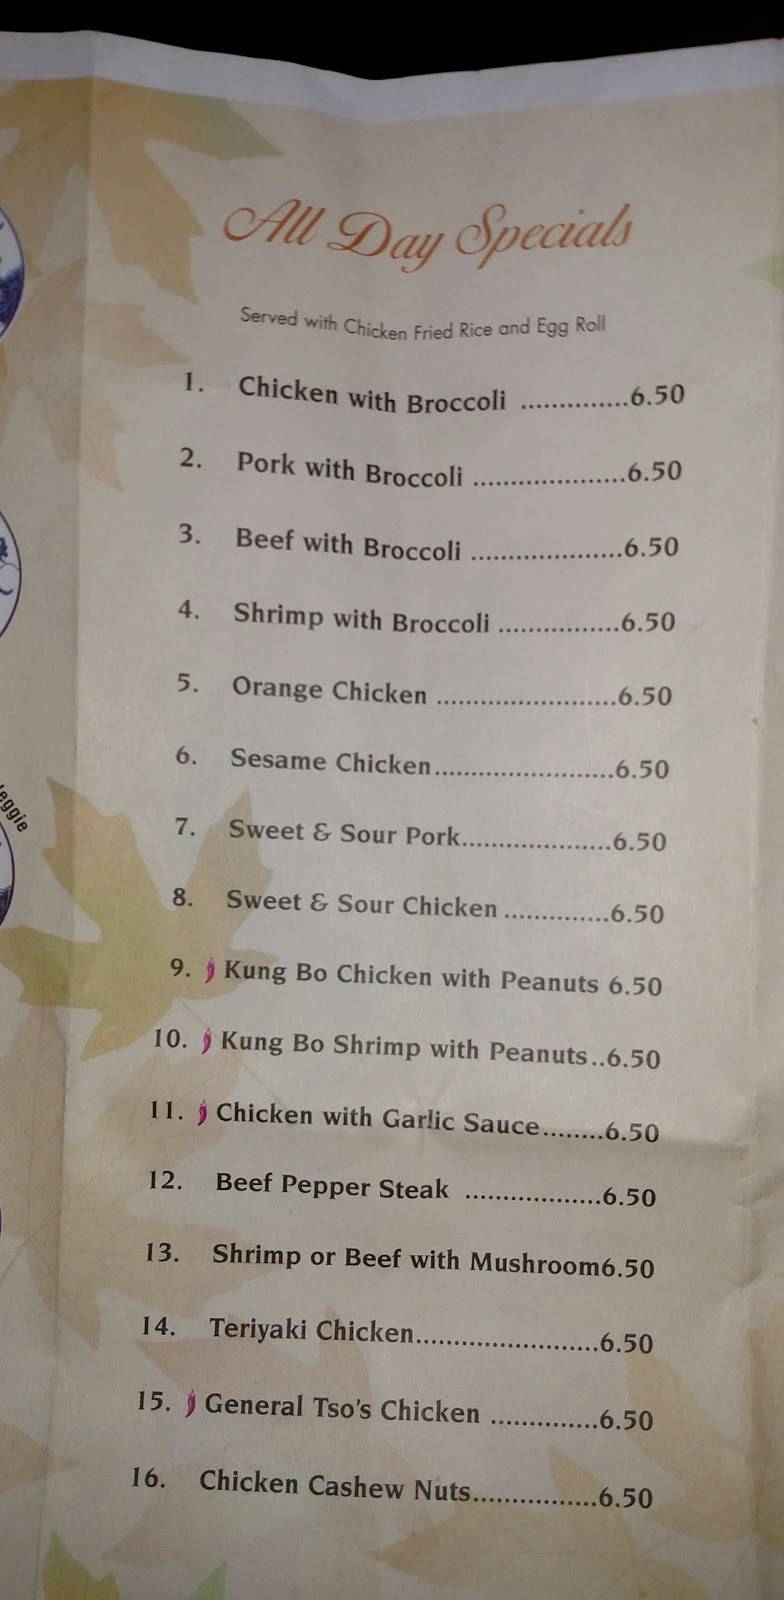 All Day Specials
Served with Chicken Fried Rice and Egg Roll
1. Chicken with Broccoli ..............6.50
2. Pork with Broccoli ....................6.50
3. Beef with Broccoli ....................6.50
4. Shrimp with Broccoli ................6.50
5. Orange Chicken ........................6.50
6. Sesame Chicken........................6.50
7. Sweet & Sour Pork....................6.50
8. Sweet & Sour Chicken ..............6.50
9. Kung Bo Chicken with Peanuts 6.50
10. Kung Bo Shrimp with Peanuts..6.50
11. Chicken with Garlic Sauce........6.50
12. Beef Pepper Steak ..................6.50
13. Shrimp or Beef with Mushroom6.50
14. Teriyaki Chicken........................6.50
15. General Tso's Chicken ..............6.50
16. Chicken Cashew Nuts................6.50